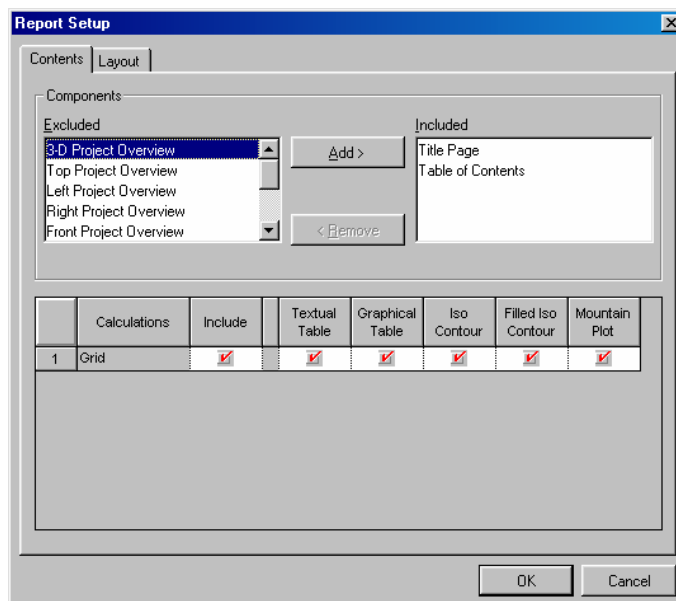 Report Setup
Contents Layout
Components
Excluded Included
3-D Project Overview
Top Project Overview
Left Project Overview
Right Project Overview
Front Project Overview
Add >
< Remove
Title Page
Table of Contents
Calculations Include Textual Table Graphical Table Iso Contour Filled Iso Contour Mountain Plot
1 Grid
OK Cancel